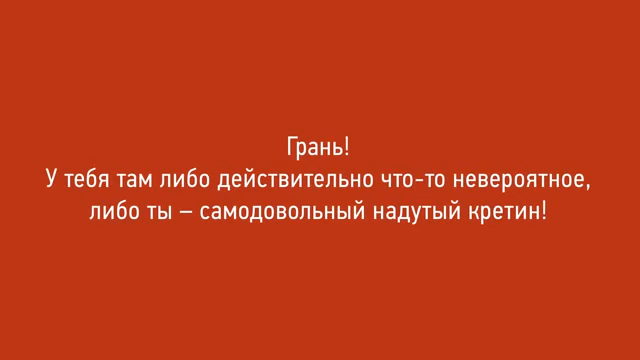 Грань!
У тебя там либо действительно что-то невероятное,
либо ты – самодовольный надутый кретин!